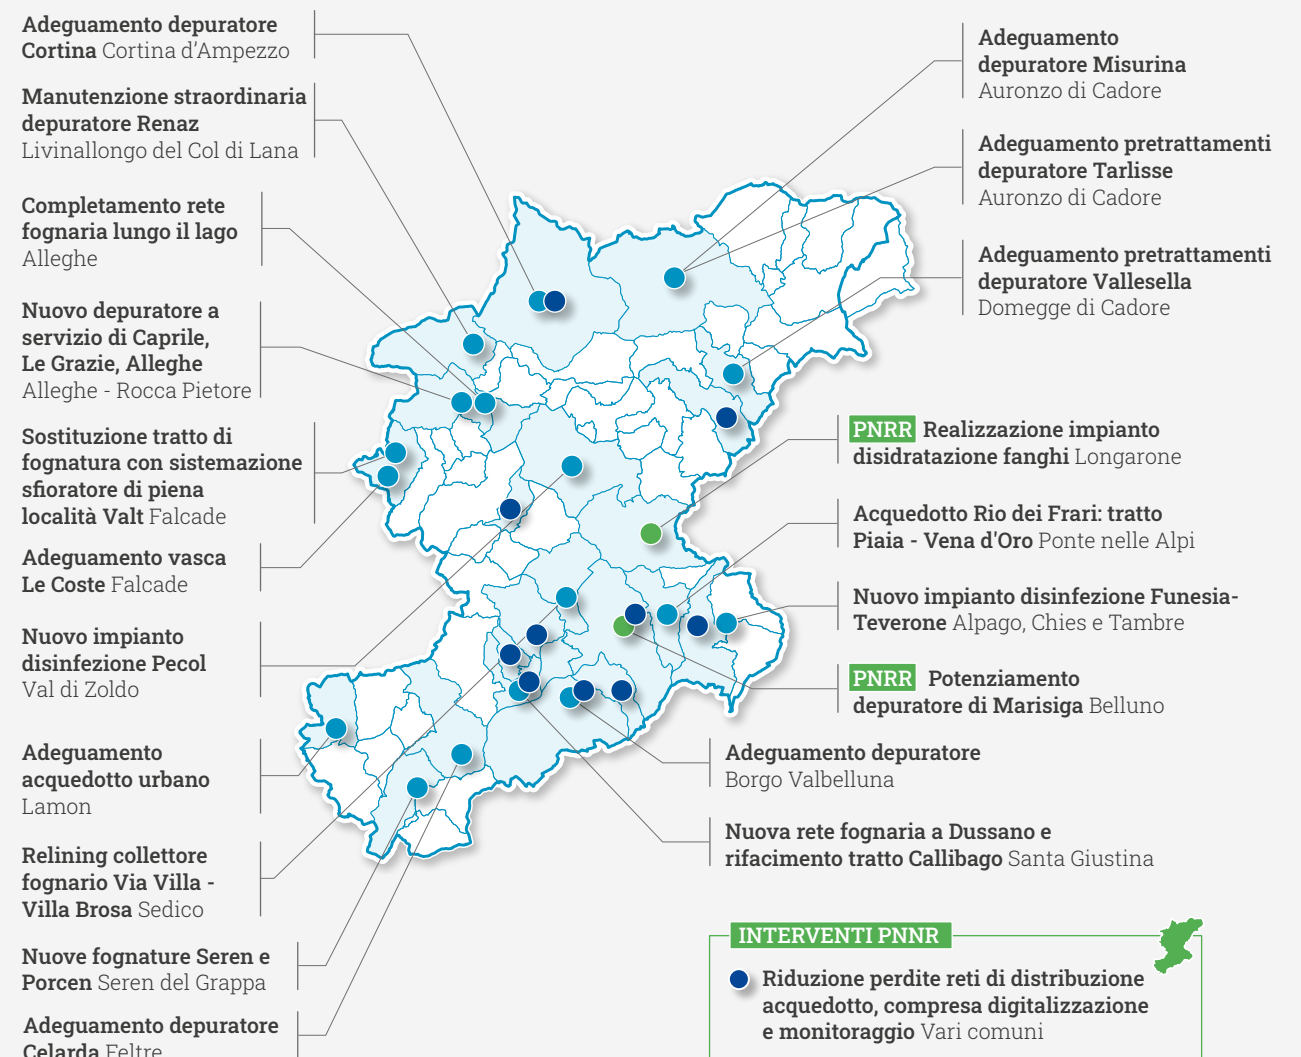 Adeguamento depuratore
Cortina Cortina d'Ampezzo
Manutenzione straordinaria
depuratore Renaz
Livinallongo del Col di Lana
Completamento rete
fognaria lungo il lago
Alleghe
Nuovo depuratore a
servizio di Caprile,
Le Grazie, Alleghe
Alleghe - Rocca Pietore
Sostituzione tratto di
fognatura con sistemazione
sfioratore di piena
località Valt Falcade
Adeguamento vasca
Le Coste Falcade
Nuovo impianto
disinfezione Pecol
Val di Zoldo
Adeguamento
acquedotto urbano
Lamon
Relining collettore
fognario Via Villa -
Villa Brosa Sedico
Nuove fognature Seren e
Porcen Seren del Grappa
Adeguamento depuratore
Celarda Feltre
Adeguamento
depuratore Misurina
Auronzo di Cadore
Adeguamento pretrattamenti
depuratore Tarlisse
Auronzo di Cadore
Adeguamento pretrattamenti
depuratore Vallesella
Domegge di Cadore
PNRR Realizzazione impianto
disidratazione fanghi Longarone
Acquedotto Rio dei Frari: tratto
Piaia - Vena d'Oro Ponte nelle Alpi
Nuovo impianto disinfezione Funesia-
Teverone Alpago, Chies e Tambre
PNRR Potenziamento
depuratore di Marisiga Belluno
Adeguamento depuratore
Borgo Valbelluna
Nuova rete fognaria a Dussano e
rifacimento tratto Callibago Santa Giustina
INTERVENTI PNNR
Riduzione perdite reti di distribuzione
acquedotto, compresa digitalizzazione
e monitoraggio Vari comuni